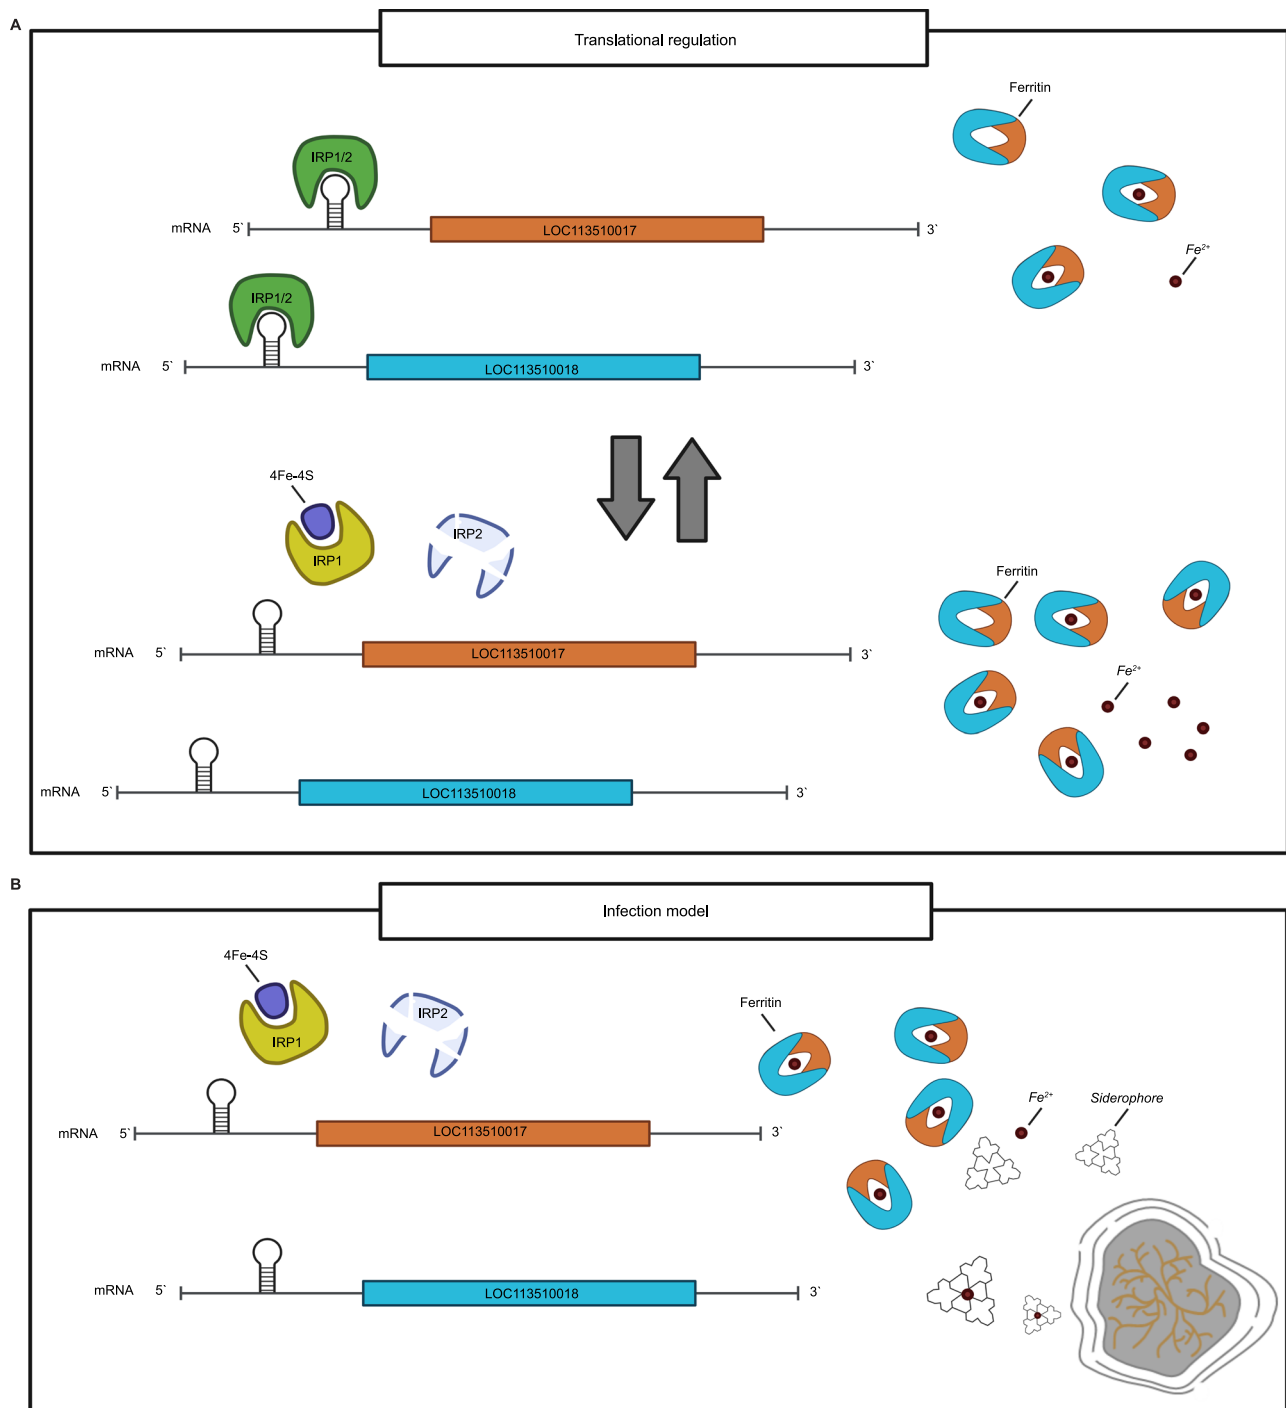 A
Translational regulation
Ferritin
IRP1/2
mRNA 5` LOC113510017 3`
Fe²⁺
IRP1/2
mRNA 5` LOC113510018 3`
4Fe-4S
IRP1
IRP2
Ferritin
mRNA 5` LOC113510017 3`
Fe²⁺
mRNA 5` LOC113510018 3`
B
Infection model
4Fe-4S
IRP1
IRP2
Ferritin
Fe²⁺
Siderophore
mRNA 5` LOC113510017 3`
mRNA 5` LOC113510018 3`